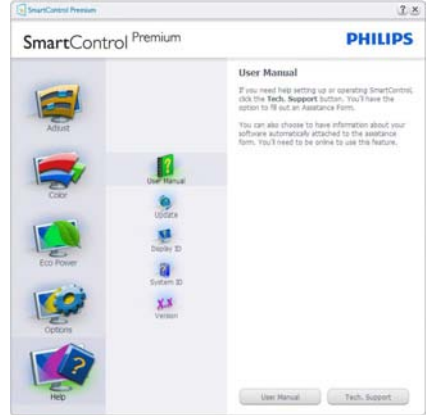 SmartControl Premium
? x
SmartControl Premium
PHILIPS
Adjust
Color
Eco Power
Options
Help
User Manual
Update
Display ID
System ID
X.X
Version
User Manual
If you need help setting up or operating SmartControl,
click the Tech. Support button. You'll have the
option to fill out an Assistance Form.
You can also choose to have information about your
software automatically attached to the assistance
form. You'll need to be online to use this feature.
User Manual
Tech. Support